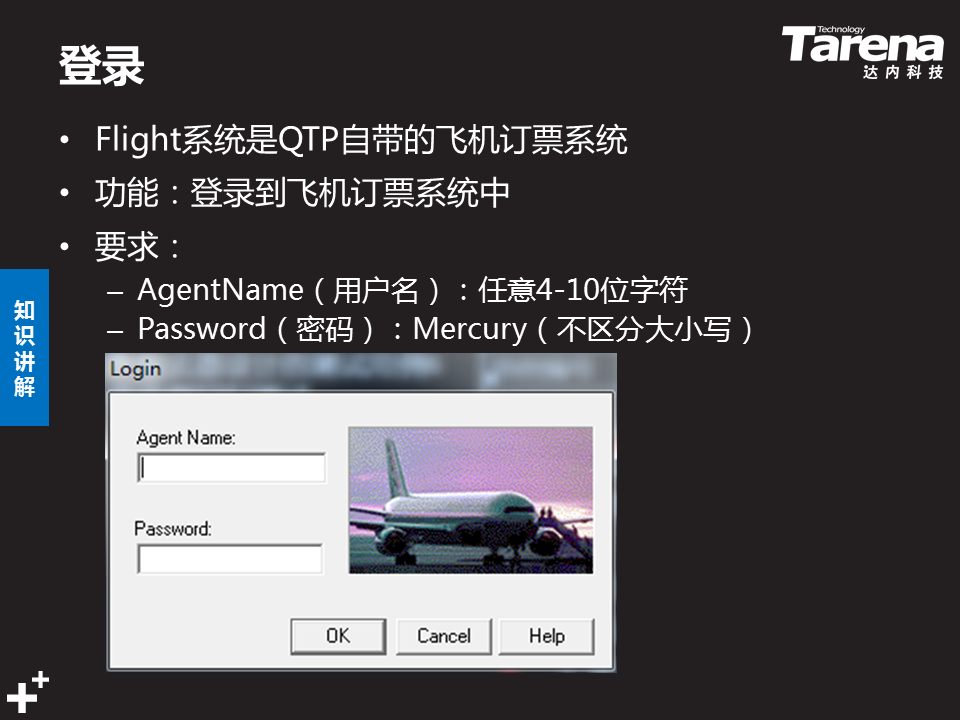 登录
Technology
Tarena
达内科技
• Flight系统是QTP自带的飞机订票系统
• 功能：登录到飞机订票系统中
• 要求：
– AgentName（用户名）：任意4-10位字符
– Password（密码）：Mercury（不区分大小写）
知识讲解
Login
Agent Name:
Password:
OK
Cancel
Help